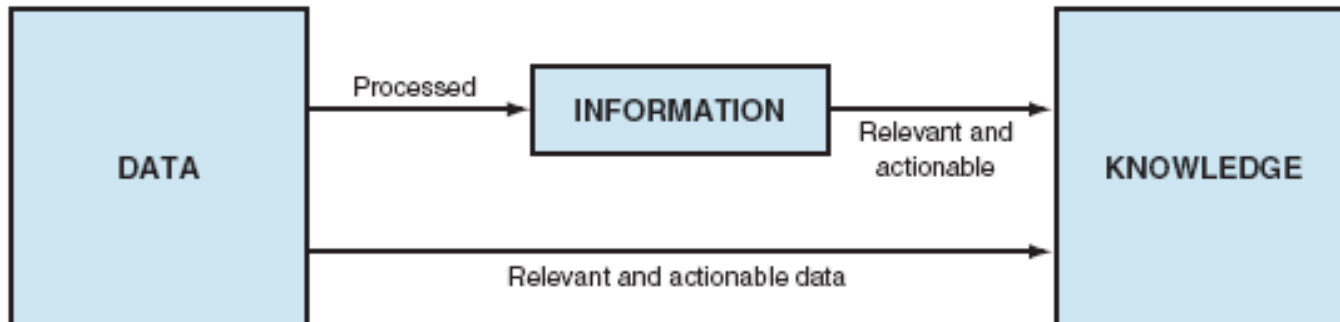 Processed
INFORMATION
Relevant and
actionable
DATA
KNOWLEDGE
Relevant and actionable data